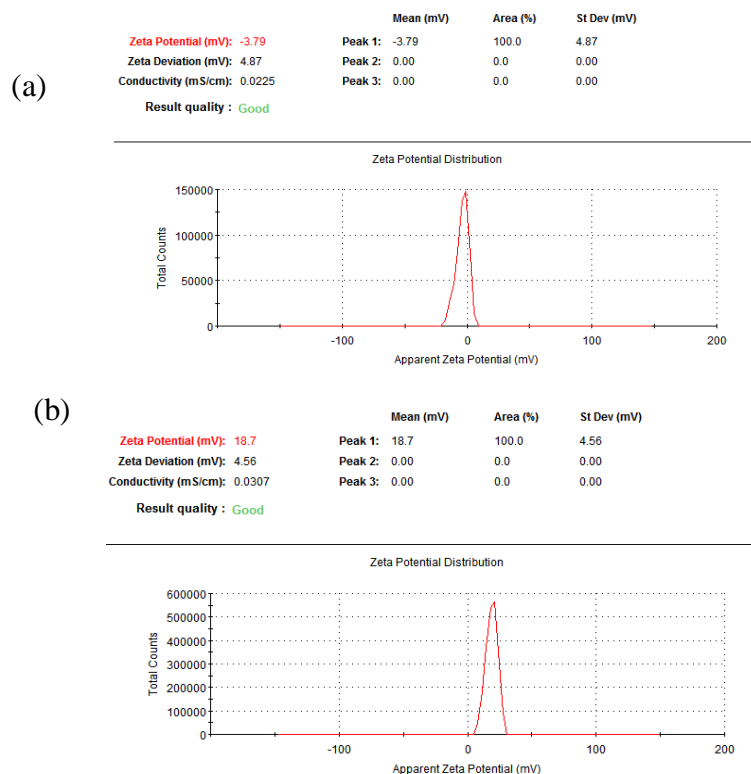 (a)
Mean (mV) Area (%) St Dev (mV)
Zeta Potential (mV): -3.79 Peak 1: -3.79 100.0 4.87
Zeta Deviation (mV): 4.87 Peak 2: 0.00 0.0 0.00
Conductivity (mS/cm): 0.0225 Peak 3: 0.00 0.0 0.00
Result quality : Good
Zeta Potential Distribution
150000
100000
50000
0
Total Counts
-100 0 100 200
Apparent Zeta Potential (mV)
(b)
Mean (mV) Area (%) St Dev (mV)
Zeta Potential (mV): 18.7 Peak 1: 18.7 100.0 4.56
Zeta Deviation (mV): 4.56 Peak 2: 0.00 0.0 0.00
Conductivity (mS/cm): 0.0307 Peak 3: 0.00 0.0 0.00
Result quality : Good
Zeta Potential Distribution
600000
500000
400000
300000
200000
100000
0
Total Counts
-100 0 100 200
Apparent Zeta Potential (mV)